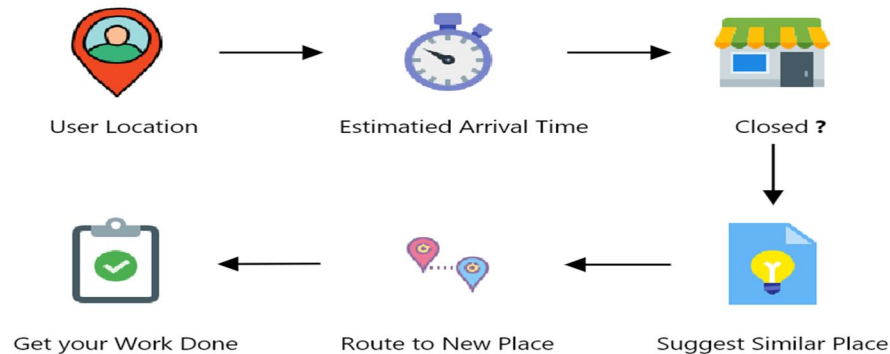 User Location
Estimatied Arrival Time
Closed ?
Suggest Similar Place
Route to New Place
Get your Work Done